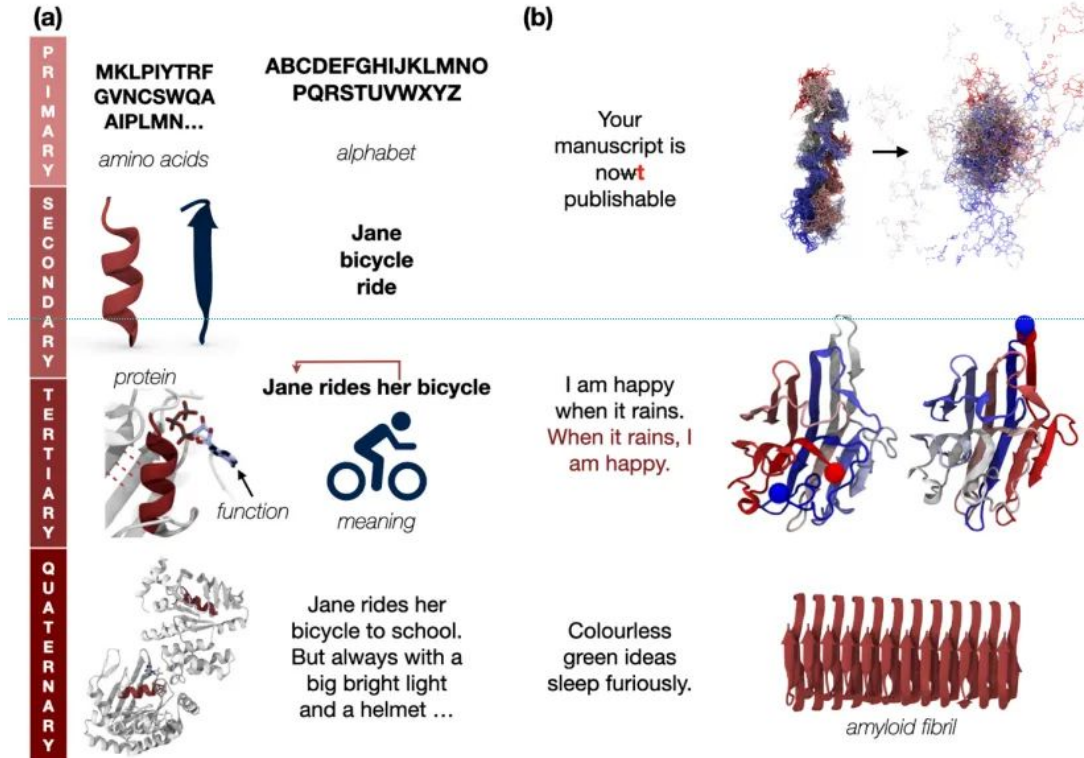 (a)
(b)
PRIMARY
MKLPIYTRF
GVNCSWQA
AIPLMN...
amino acids
ABCDEFGHIJKLMNO
PQRSTUVWXYZ
alphabet
Your
manuscript is
nowt
publishable
SECONDARY
Jane
bicycle
ride
TERTIARY
protein
function
Jane rides her bicycle
meaning
I am happy
when it rains.
When it rains, I
am happy.
QUATERNARY
Jane rides her
bicycle to school.
But always with a
big bright light
and a helmet ...
Colourless
green ideas
sleep furiously.
amyloid fibril